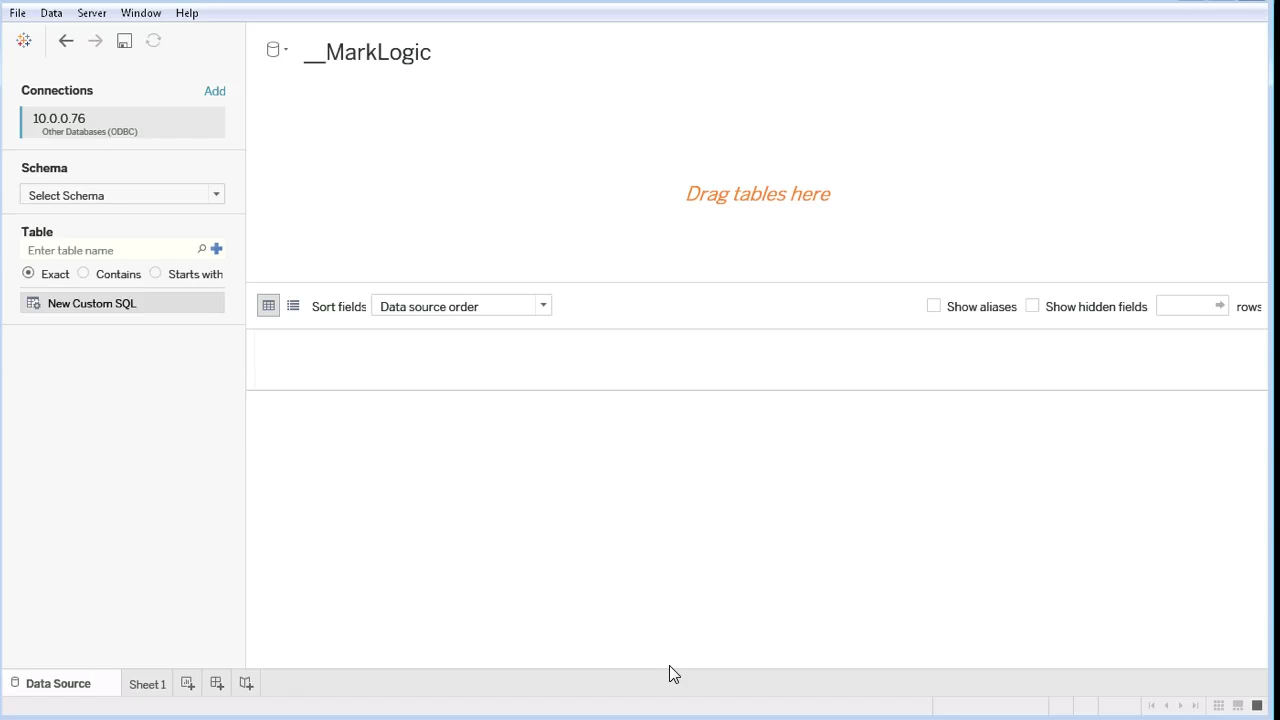 File Data Server Window Help
__MarkLogic
Connections Add
10.0.0.76
Other Databases (ODBC)
Schema
Select Schema
Drag tables here
Table
Enter table name
Exact Contains Starts with
New Custom SQL
Sort fields Data source order Show aliases Show hidden fields rows
Data Source Sheet 1